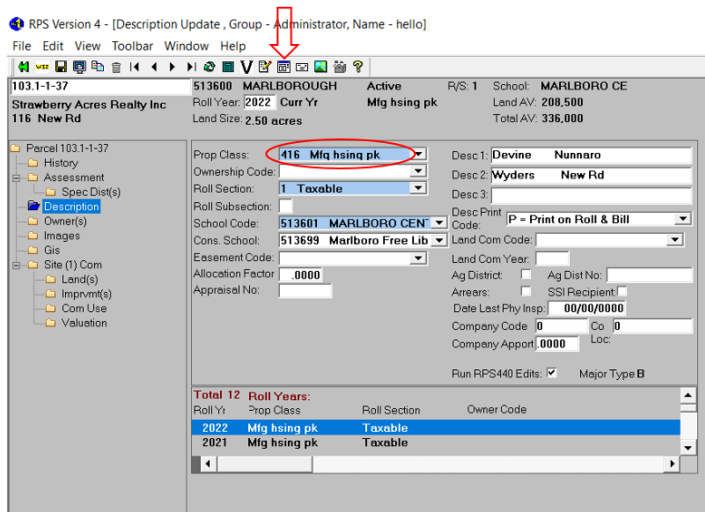 RPS Version 4 - [Description Update , Group - Administrator, Name - hello]
File Edit View Toolbar Window Help
103.1-1-37 513600 MARLBOROUGH Active R/S: 1 School: MARLBORO CE
Strawberry Acres Realty Inc Roll Year: 2022 Curr Yr Mfg hsing pk Land AV: 208,500
116 New Rd Land Size: 2.50 acres Total AV: 336,000
Parcel 103.1-1-37
History
Assessment
Spec Dist(s)
Description
Owner(s)
Images
Gis
Site (1) Com
Land(s)
Imprvmt(s)
Com Use
Valuation
Prop Class: 416 Mfg hsing pk
Ownership Code:
Roll Section: 1 Taxable
Roll Subsection:
School Code: 513601 MARLBORO CENT
Cons. School: 513699 Marlboro Free Lib
Easement Code:
Allocation Factor .0000
Appraisal No:
Desc 1: Devine Nunnaro
Desc 2: Wyders New Rd
Desc 3:
Desc Print Code: P = Print on Roll & Bill
Land Com Code:
Land Com Year:
Ag District: Ag Dist No:
Arrears: SSI Recipient:
Date Last Phy Insp: 00/00/0000
Company Code 0 Co Loc: 0
Company Apport .0000
Run RPS440 Edits: Major Type B
Total 12 Roll Years:
Roll Yr Prop Class Roll Section Owner Code
2022 Mfg hsing pk Taxable
2021 Mfg hsing pk Taxable